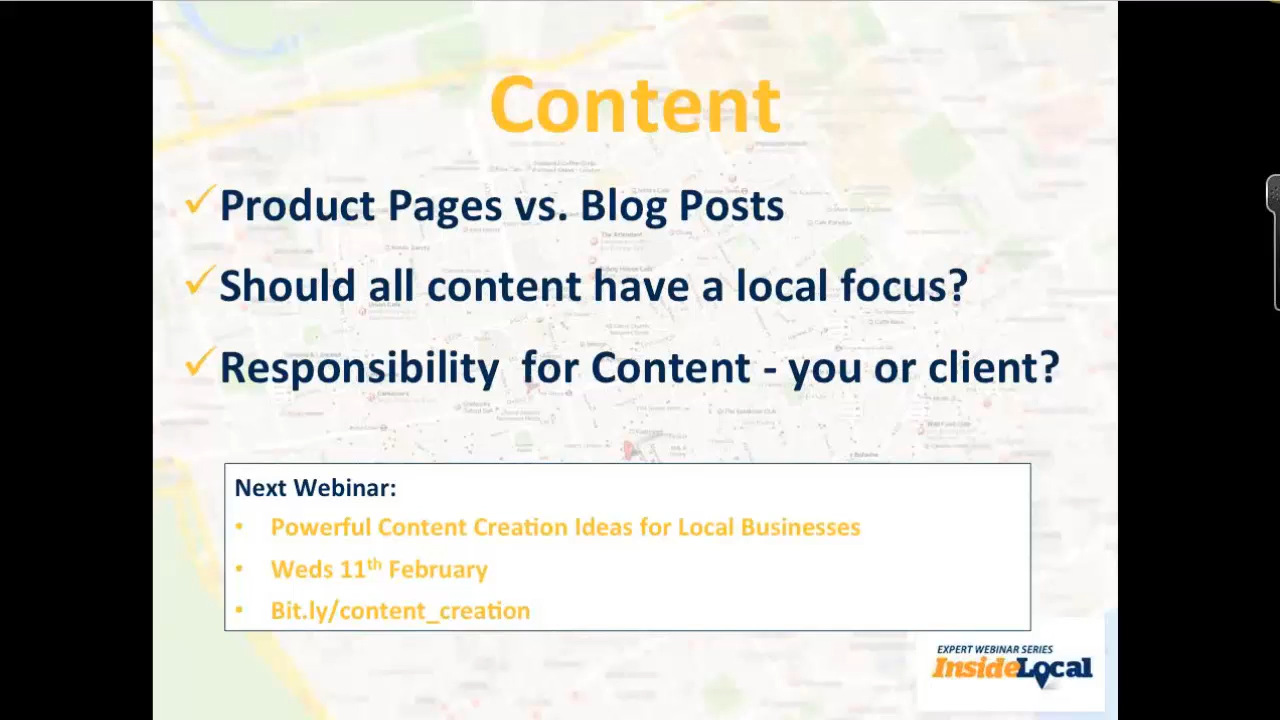 Content
✓Product Pages vs. Blog Posts
✓Should all content have a local focus?
✓Responsibility for Content - you or client?
Next Webinar:
• Powerful Content Creation Ideas for Local Businesses
• Weds 11th February
• Bit.ly/content_creation
EXPERT WEBINAR SERIES
InsideLocal